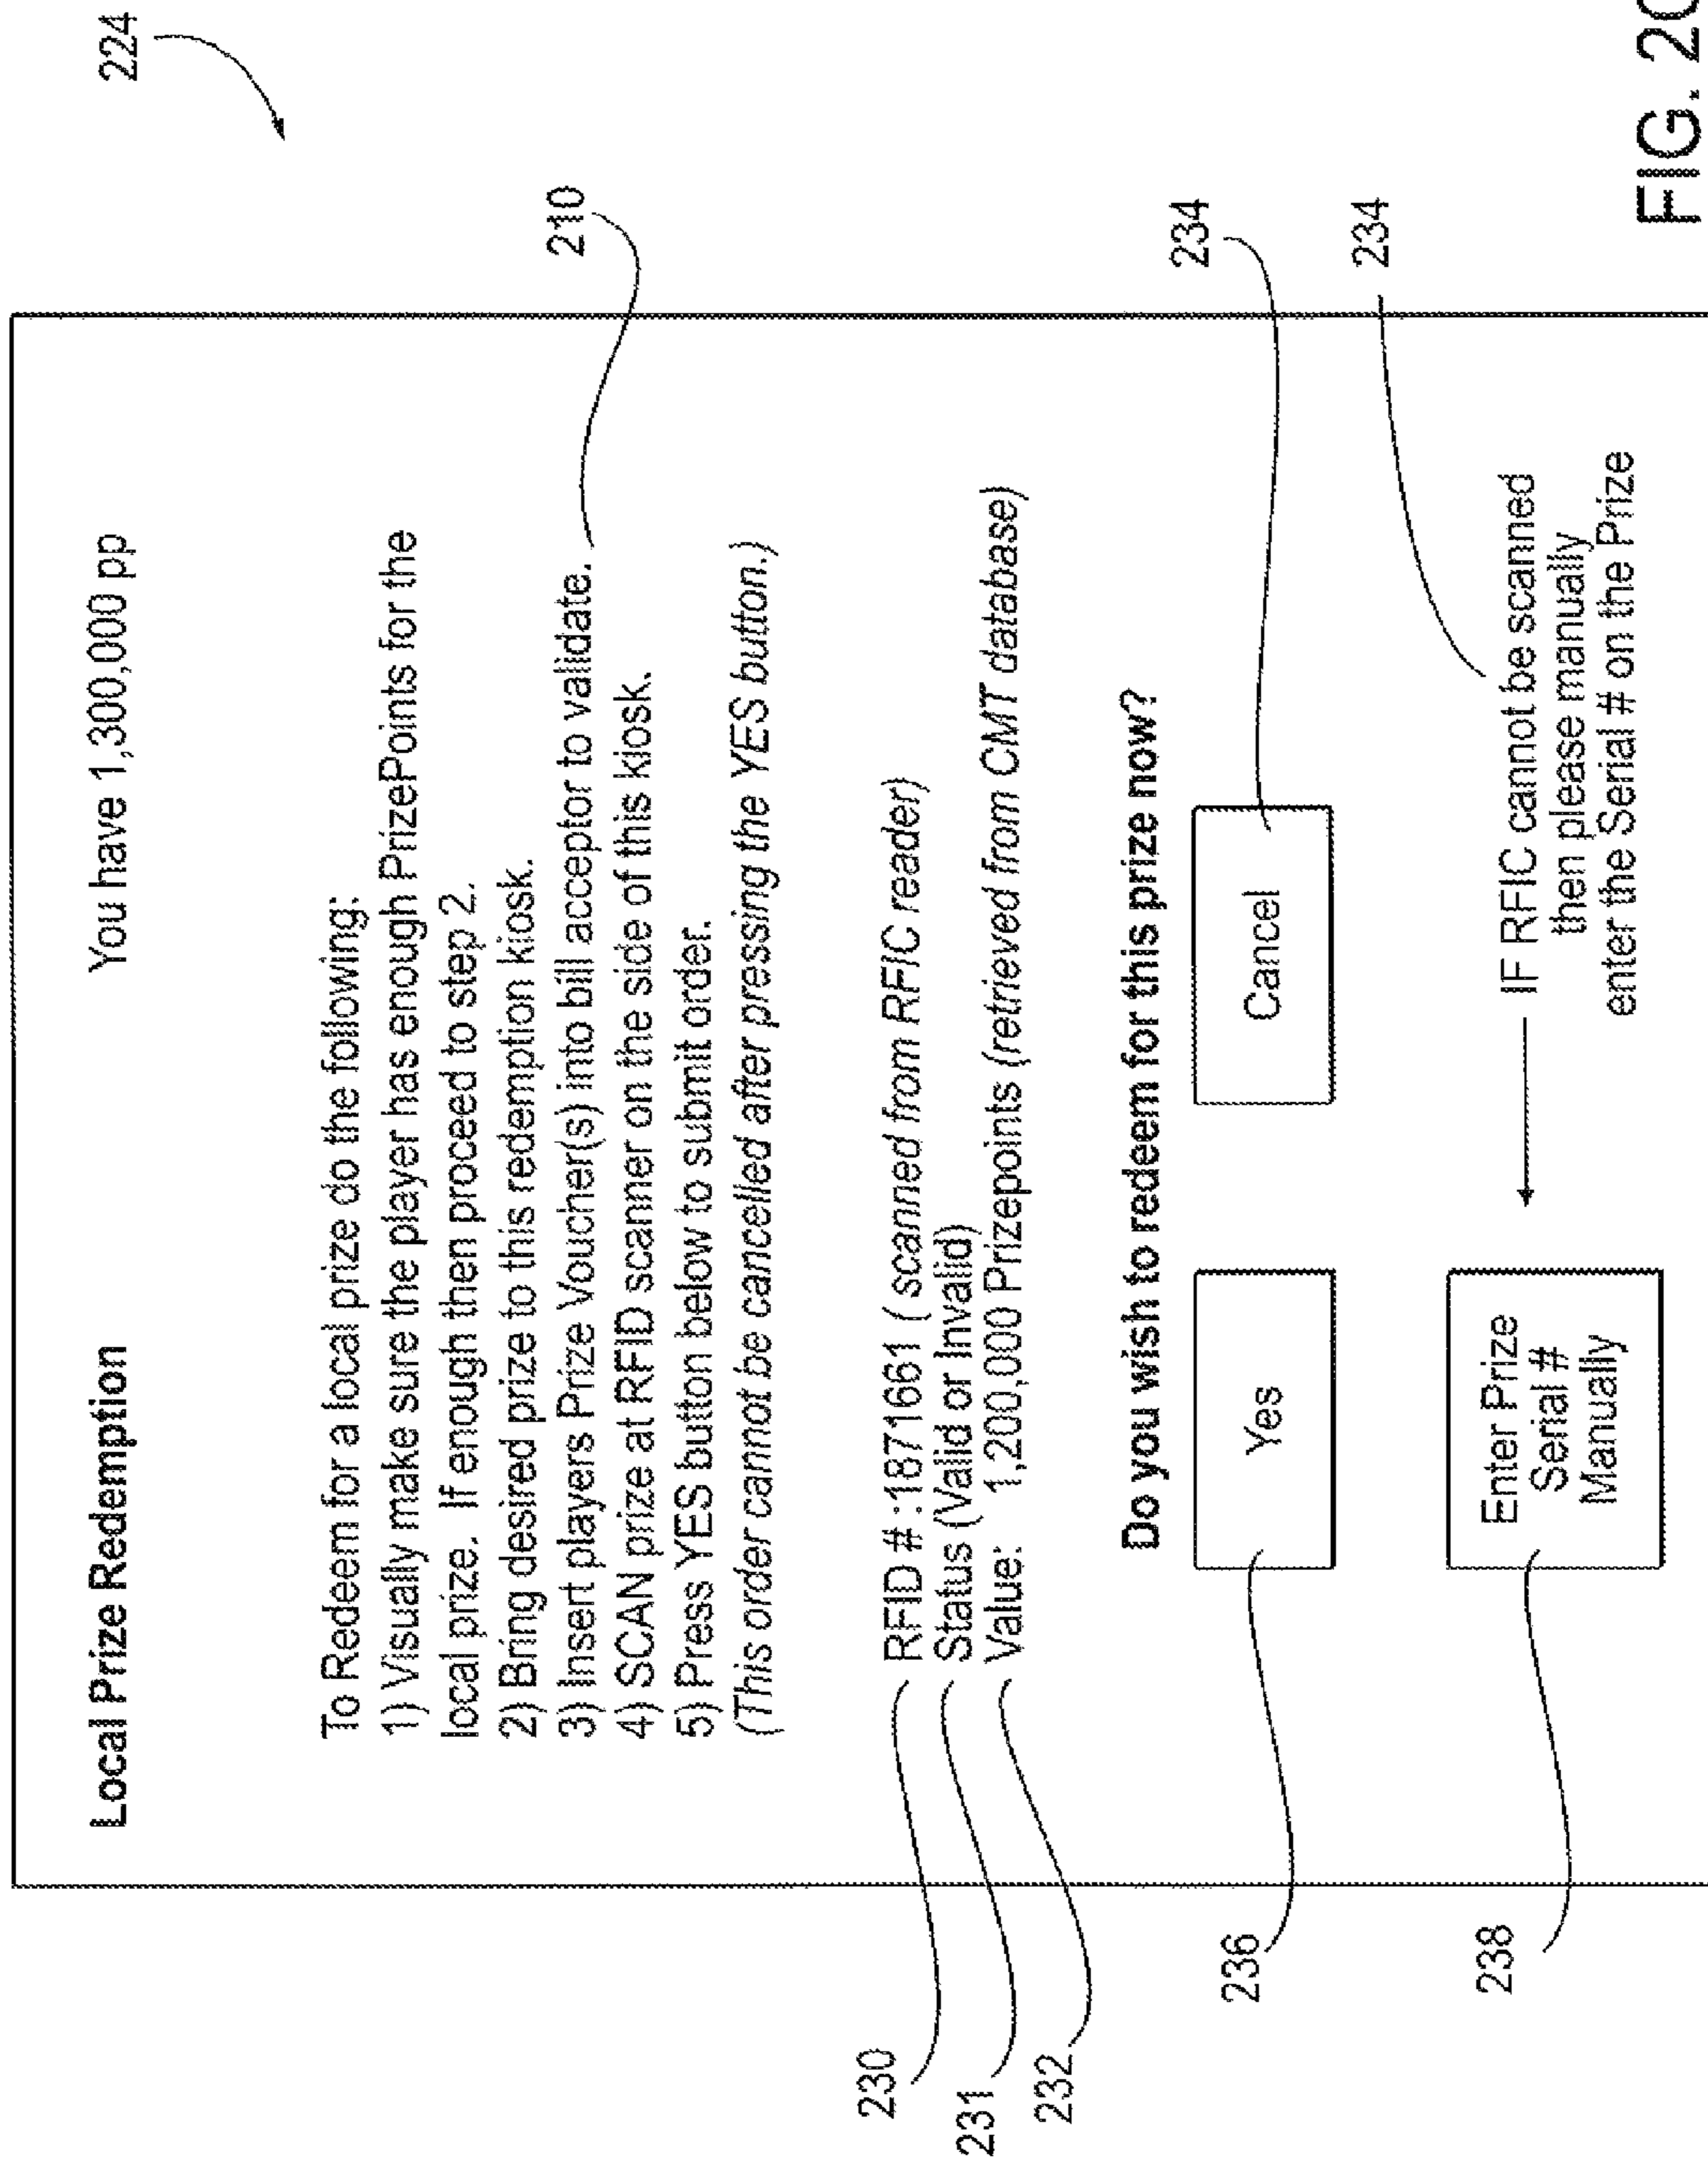 224
Local Prize Redemption
You have 1,300,000 pp
To Redeem for a local prize do the following:
1) Visually make sure the player has enough PrizePoints for the
local prize. If enough then proceed to step 2.
2) Bring desired prize to this redemption kiosk.
3) Insert players Prize Voucher(s) into bill acceptor to validate.
210
4) SCAN prize at RFID scanner on the side of this kiosk.
5) Press YES button below to submit order.
(This order cannot be cancelled after pressing the YES button.)
230
RFID # :1871661 ( scanned from RFIC reader)
231
Status (Valid or Invalid)
232
Value: 1,200,000 Prizepoints (retrieved from CMT database)
Do you wish to redeem for this prize now?
236
Yes
Cancel
234
238
Enter Prize
Serial #
Manually
IF RFIC cannot be scanned
then please manually
enter the Serial # on the Prize
234
FIG.